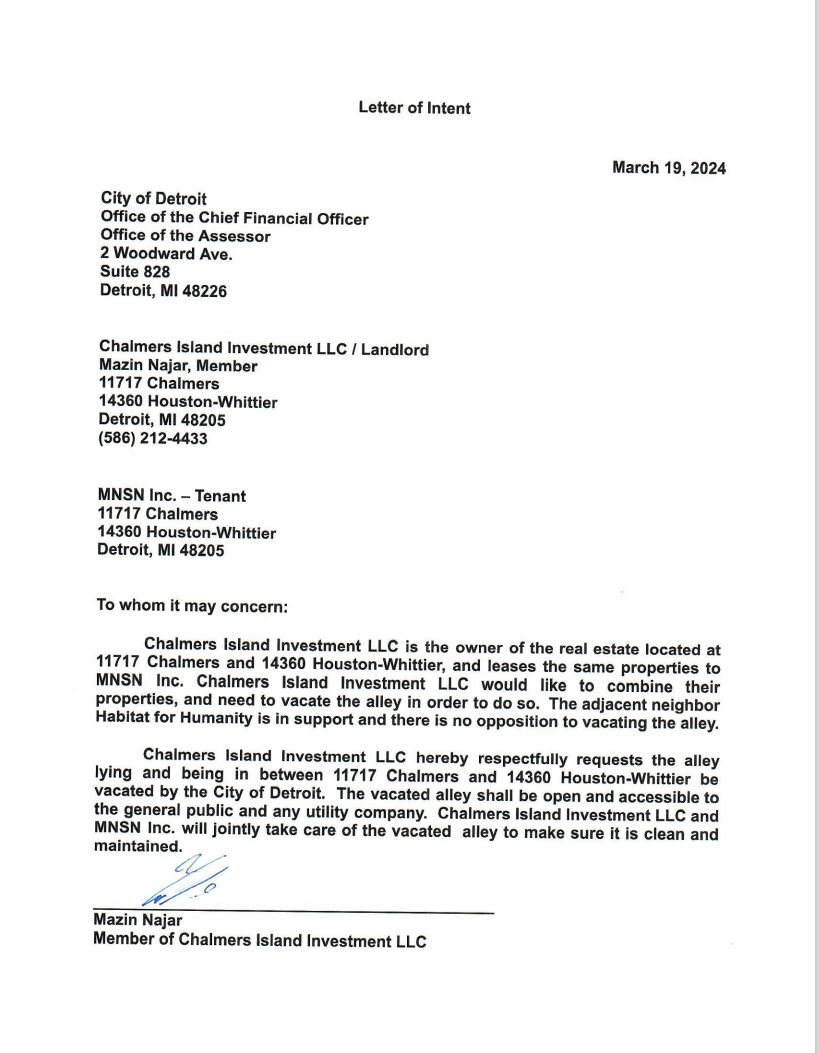 Letter of Intent
March 19, 2024
City of Detroit
Office of the Chief Financial Officer
Office of the Assessor
2 Woodward Ave.
Suite 828
Detroit, MI 48226
Chalmers Island Investment LLC / Landlord
Mazin Najar, Member
11717 Chalmers
14360 Houston-Whittier
Detroit, MI 48205
(586) 212-4433
MNSN Inc. – Tenant
11717 Chalmers
14360 Houston-Whittier
Detroit, MI 48205
To whom it may concern:
Chalmers Island Investment LLC is the owner of the real estate located at
11717 Chalmers and 14360 Houston-Whittier, and leases the same properties to
MNSN Inc. Chalmers Island Investment LLC would like to combine their
properties, and need to vacate the alley in order to do so. The adjacent neighbor
Habitat for Humanity is in support and there is no opposition to vacating the alley.
Chalmers Island Investment LLC hereby respectfully requests the alley
lying and being in between 11717 Chalmers and 14360 Houston-Whittier be
vacated by the City of Detroit. The vacated alley shall be open and accessible to
the general public and any utility company. Chalmers Island Investment LLC and
MNSN Inc. will jointly take care of the vacated alley to make sure it is clean and
maintained.
Mazin Najar
Member of Chalmers Island Investment LLC